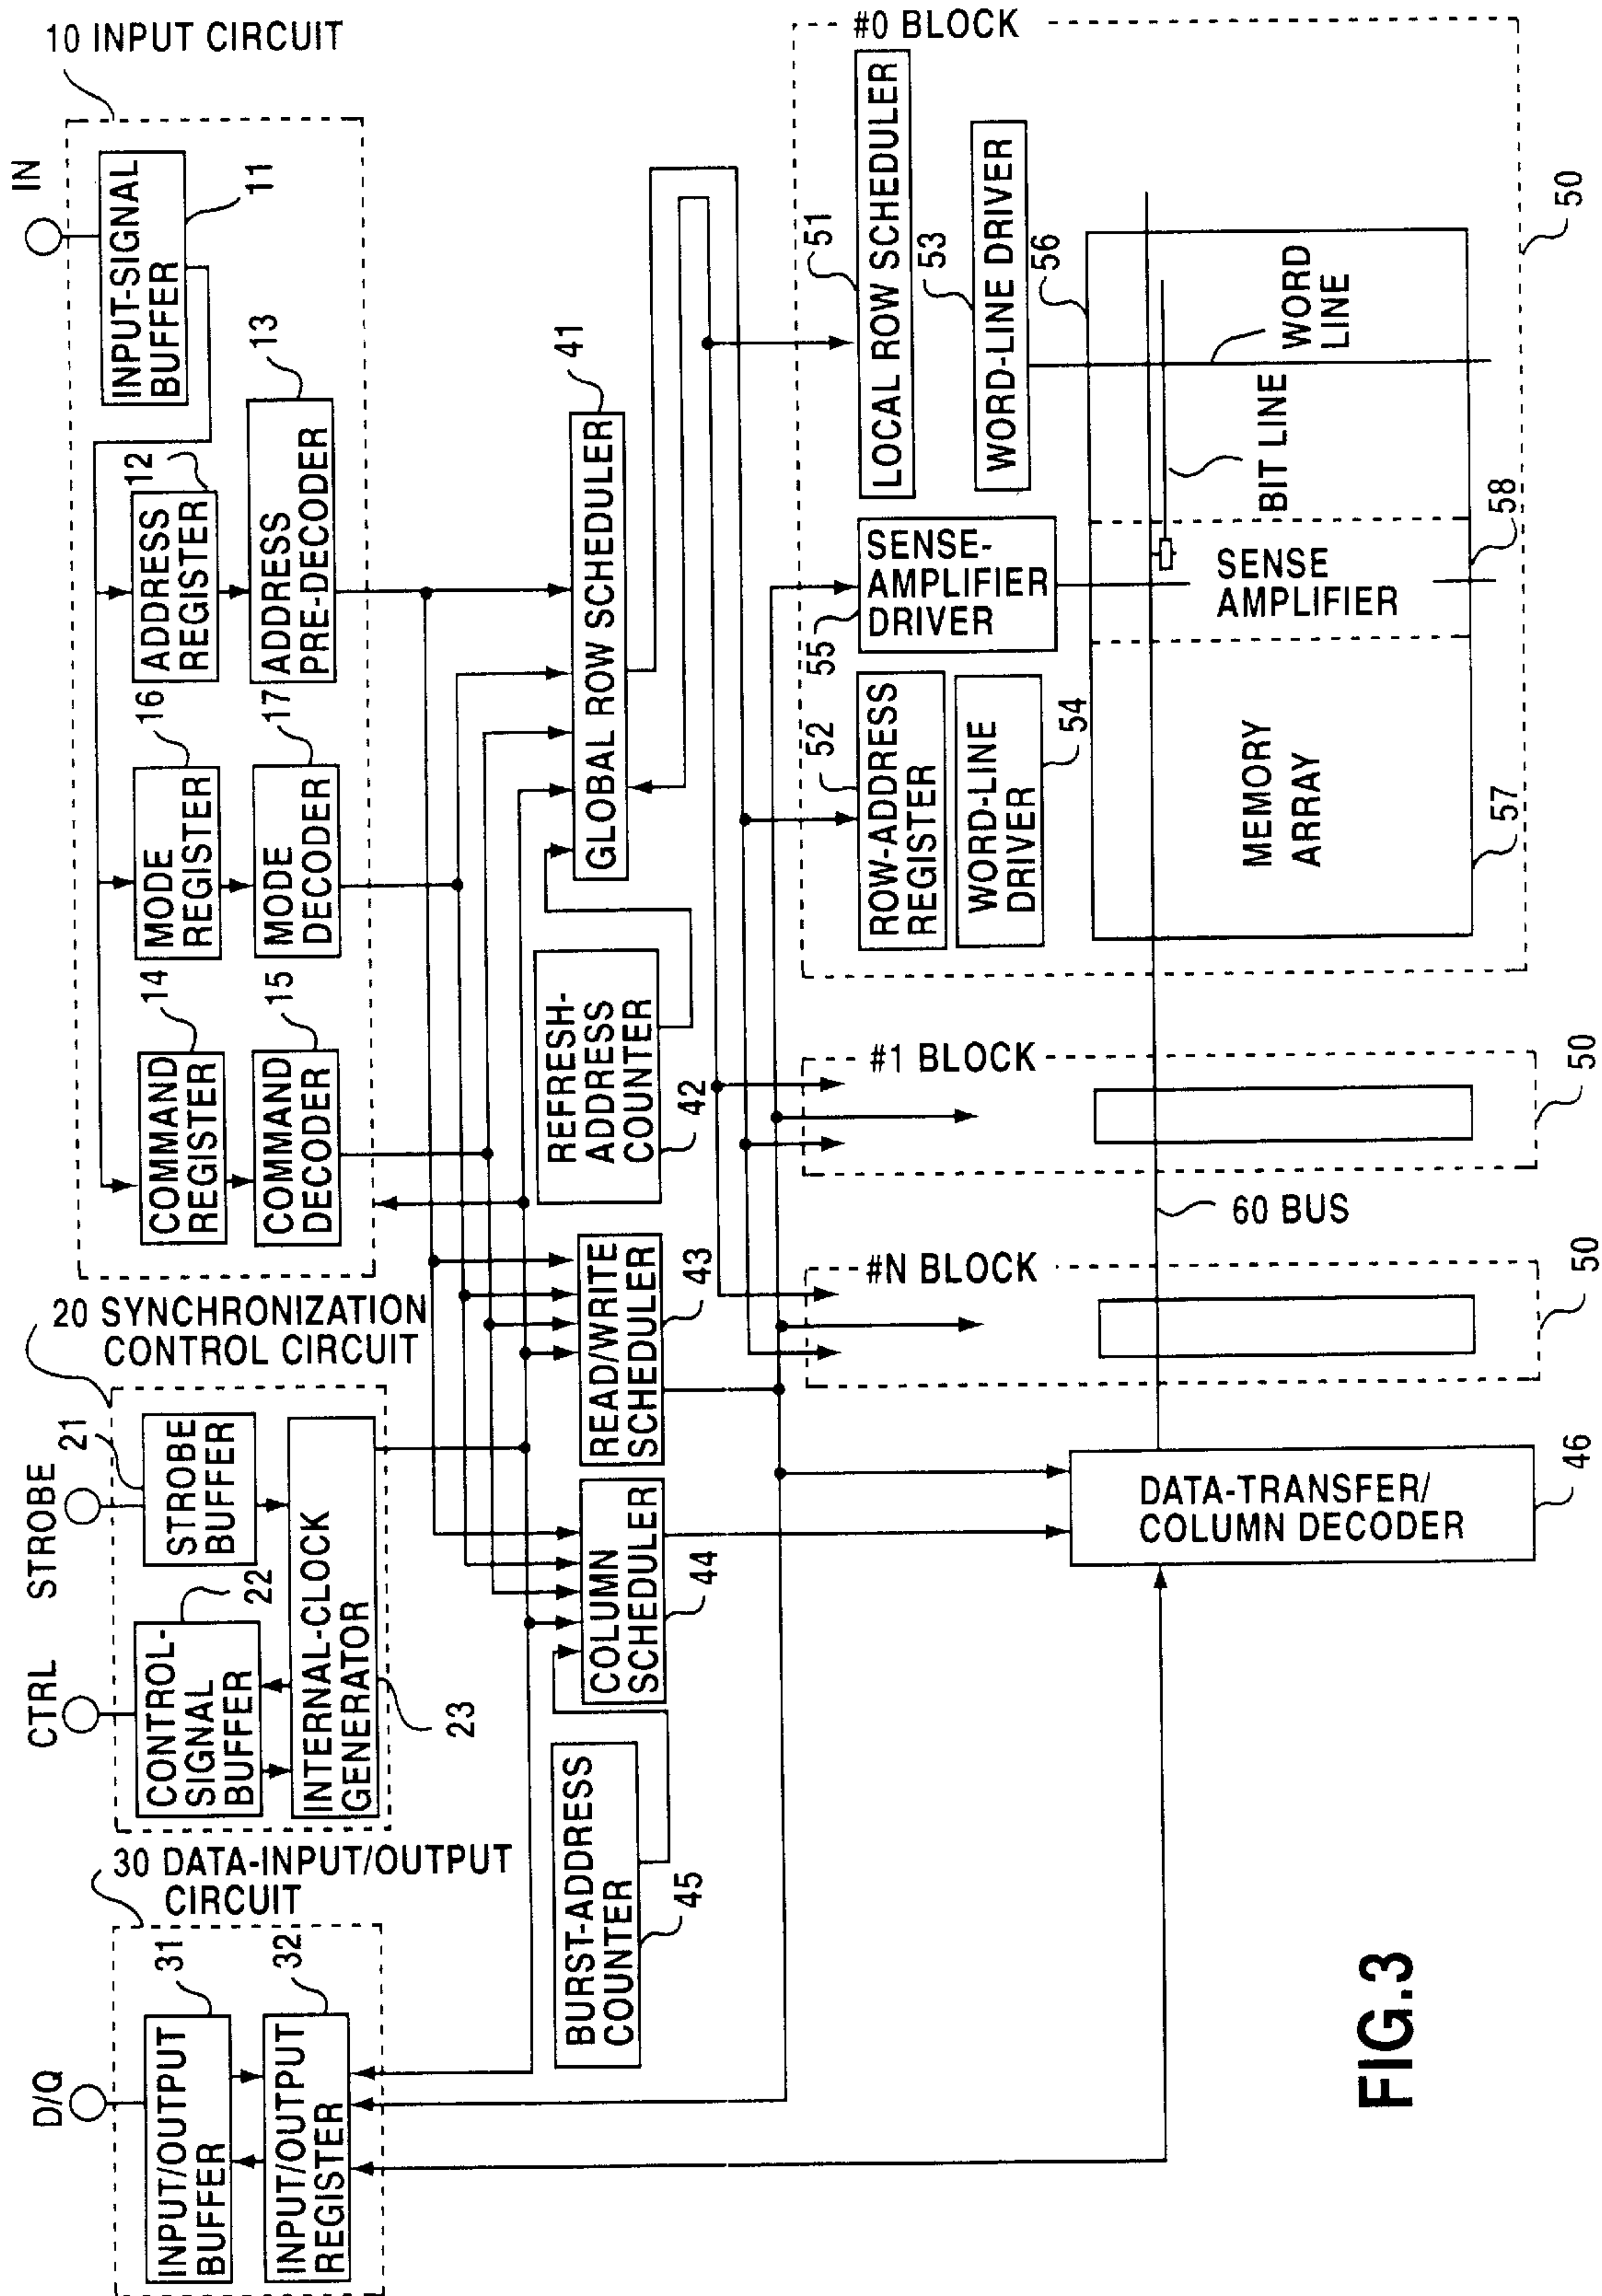 10 INPUT CIRCUIT
IN
INPUT-SIGNAL
BUFFER
11
ADDRESS
REGISTER
12
ADDRESS
PRE-DECODER
13
MODE
REGISTER
16
MODE
DECODER
17
COMMAND
REGISTER
14
COMMAND
DECODER
15
20 SYNCHRONIZATION
CONTROL CIRCUIT
STROBE
21
STROBE
BUFFER
CTRL
CONTROL-
SIGNAL
BUFFER
22
INTERNAL-CLOCK
GENERATOR
23
30 DATA-INPUT/OUTPUT
CIRCUIT
D/Q
INPUT/OUTPUT
BUFFER
31
INPUT/OUTPUT
REGISTER
32
GLOBAL ROW SCHEDULER
41
REFRESH-
ADDRESS
COUNTER
42
READ/WRITE
SCHEDULER
43
COLUMN
SCHEDULER
44
BURST-ADDRESS
COUNTER
45
#0 BLOCK
LOCAL ROW SCHEDULER
51
WORD-LINE DRIVER
53
SENSE-
AMPLIFIER
DRIVER
55
ROW-ADDRESS
REGISTER
52
WORD-LINE
DRIVER
54
56
WORD
LINE
BIT LINE
SENSE
AMPLIFIER
58
MEMORY
ARRAY
57
50
#1 BLOCK
50
60 BUS
#N BLOCK
50
DATA-TRANSFER/
COLUMN DECODER
46
FIG.3